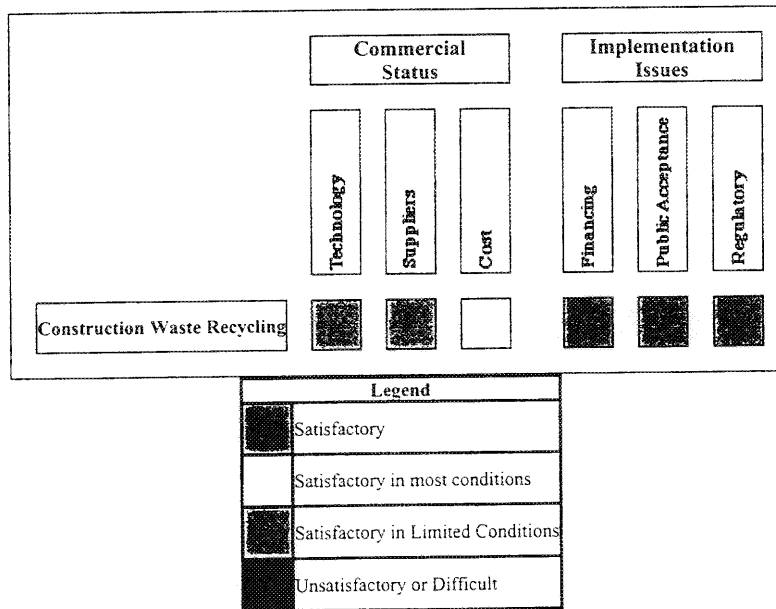 Commercial
Status
Implementation
Issues
Technology
Suppliers
Cost
Financing
Public Acceptance
Regulatory
Construction Waste Recycling
Legend
Satisfactory
Satisfactory in most conditions
Satisfactory in Limited Conditions
Unsatisfactory or Difficult